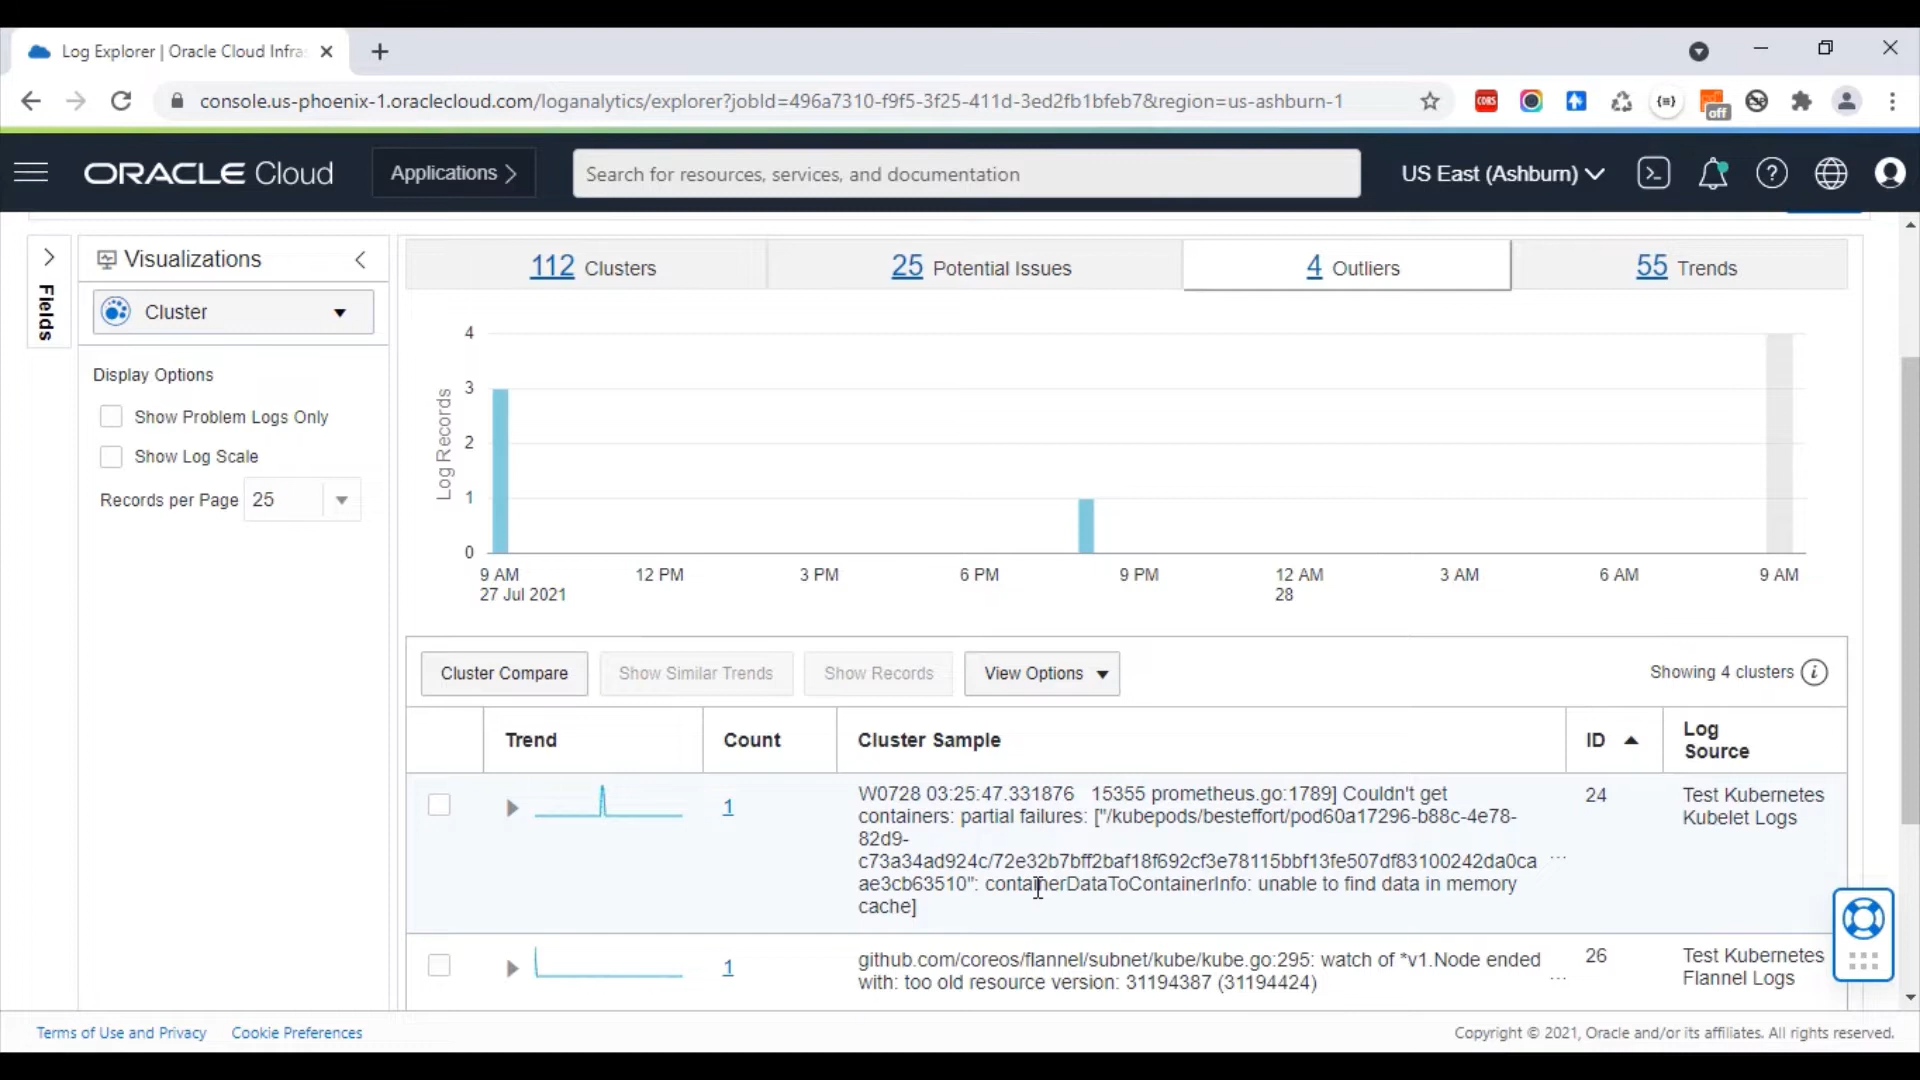 Log Explorer | Oracle Cloud Infra
console.us-phoenix-1.oraclecloud.com/loganalytics/explorer?jobId=496a7310-f9f5-3f25-411d-3ed2fb1bfeb7&region=us-ashburn-1
CORS
off
ORACLE Cloud
Applications
Search for resources, services, and documentation
US East (Ashburn)
Fields
Visualizations
Cluster
Display Options
Show Problem Logs Only
Show Log Scale
Records per Page 25
112 Clusters
25 Potential Issues
4 Outliers
55 Trends
Log Records
4
3
2
1
0
9 AM 12 PM 3 PM 6 PM 9 PM 12 AM 3 AM 6 AM 9 AM
27 Jul 2021 28
Cluster Compare
Show Similar Trends
Show Records
View Options
Showing 4 clusters
Trend
Count
Cluster Sample
ID
Log
Source
1
W0728 03:25:47.331876 15355 prometheus.go:1789] Couldn't get
containers: partial failures: ["/kubepods/besteffort/pod60a17296-b88c-4e78-
82d9-
c73a34ad924c/72e32b7bff2baf18f692cf3e78115bbf13fe507df83100242da0ca
ae3cb63510": containerDataToContainerInfo: unable to find data in memory
cache]
...
24
Test Kubernetes
Kubelet Logs
1
github.com/coreos/flannel/subnet/kube/kube.go:295: watch of *v1.Node ended
with: too old resource version: 31194387 (31194424)
...
26
Test Kubernetes
Flannel Logs
Terms of Use and Privacy
Cookie Preferences
Copyright © 2021, Oracle and/or its affiliates. All rights reserved.